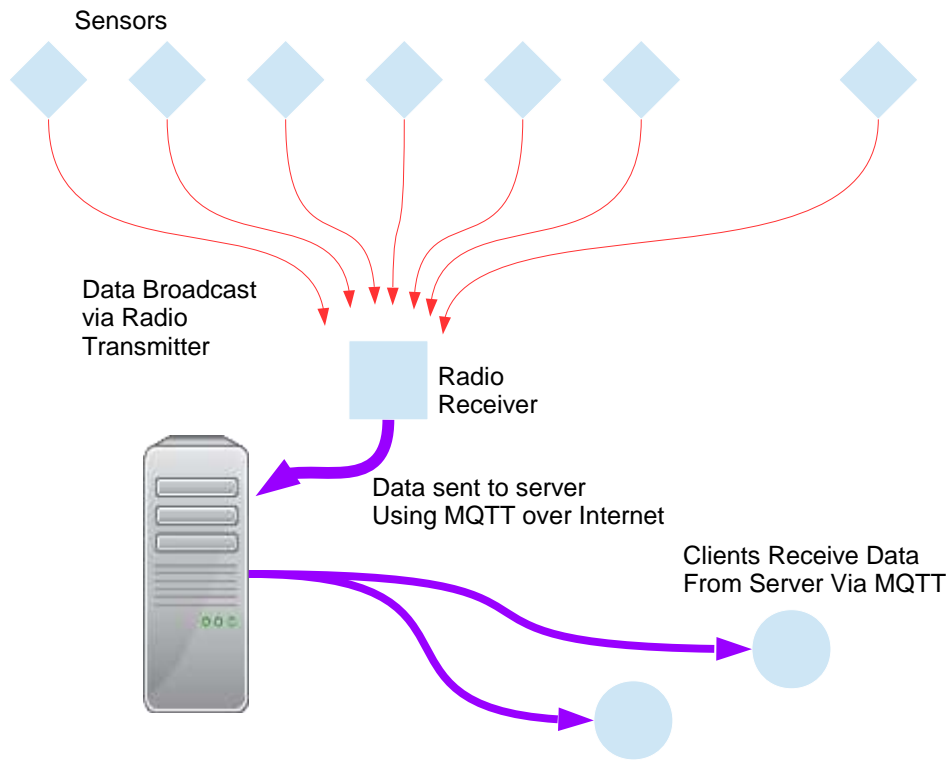 Sensors
Data Broadcast
via Radio
Transmitter
Radio
Receiver
Data sent to server
Using MQTT over Internet
Clients Receive Data
From Server Via MQTT